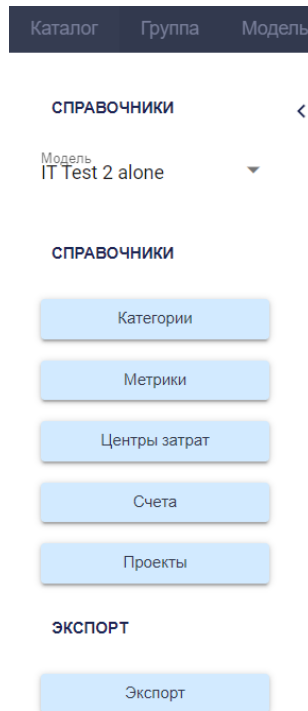 Каталог Группа Модель
СПРАВОЧНИКИ
Модель
IT Test 2 alone
СПРАВОЧНИКИ
Категории
Метрики
Центры затрат
Счета
Проекты
ЭКСПОРТ
Экспорт